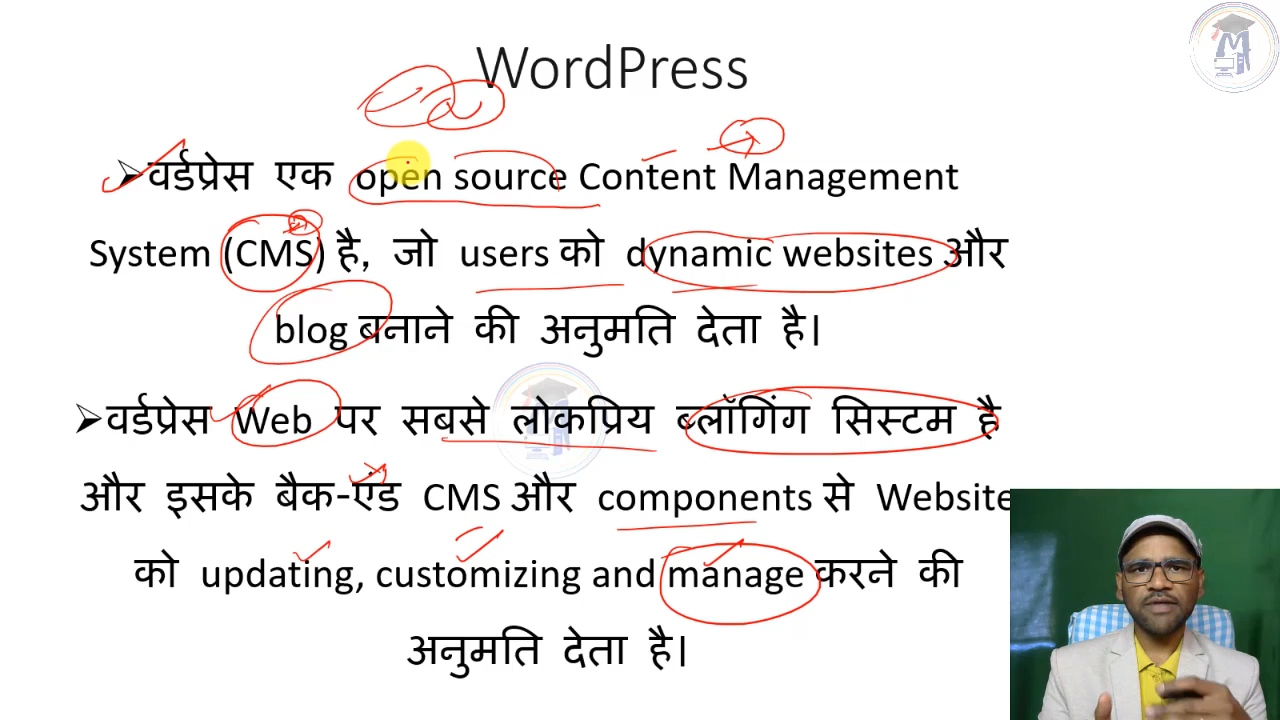 WordPress
➢वर्डप्रेस एक open source Content Management
System (CMS) है, जो users को dynamic websites और
blog बनाने की अनुमति देता है।
➢वर्डप्रेस Web पर सबसे लोकप्रिय ब्लॉगिंग सिस्टम है
और इसके बैक-एंड CMS और components से Website
को updating, customizing and manage करने की
अनुमति देता है।